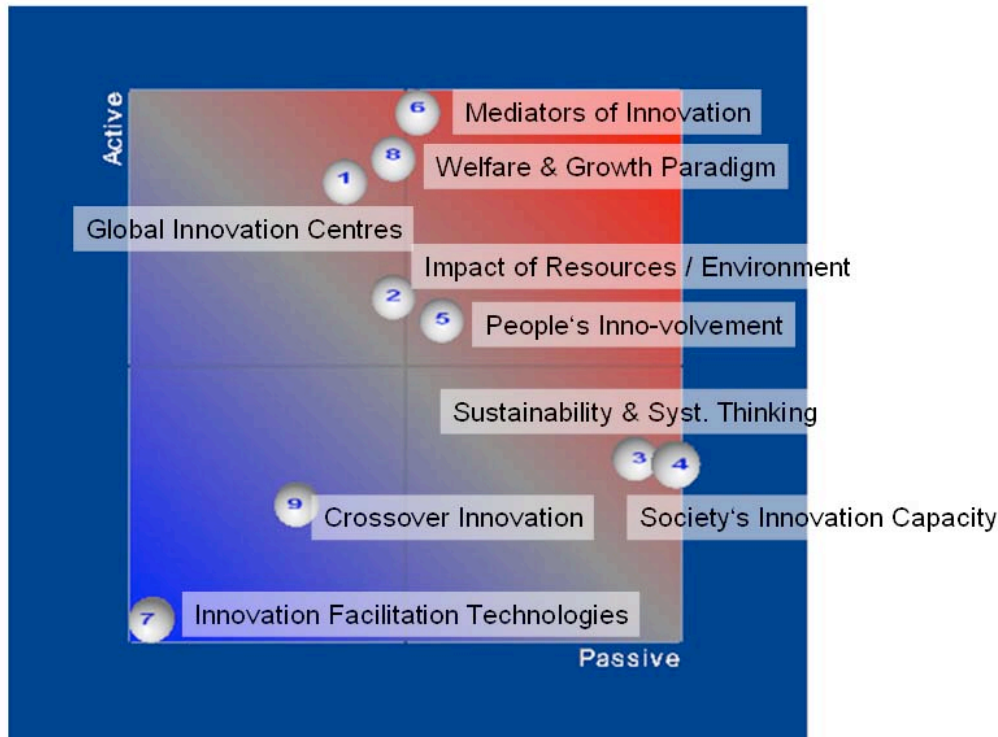 Active
6
Mediators of Innovation
8
Welfare & Growth Paradigm
1
Global Innovation Centres
Impact of Resources / Environment
2
5
People‘s Inno-volvement
Sustainability & Syst. Thinking
3
4
9
Crossover Innovation
Society‘s Innovation Capacity
7
Innovation Facilitation Technologies
Passive